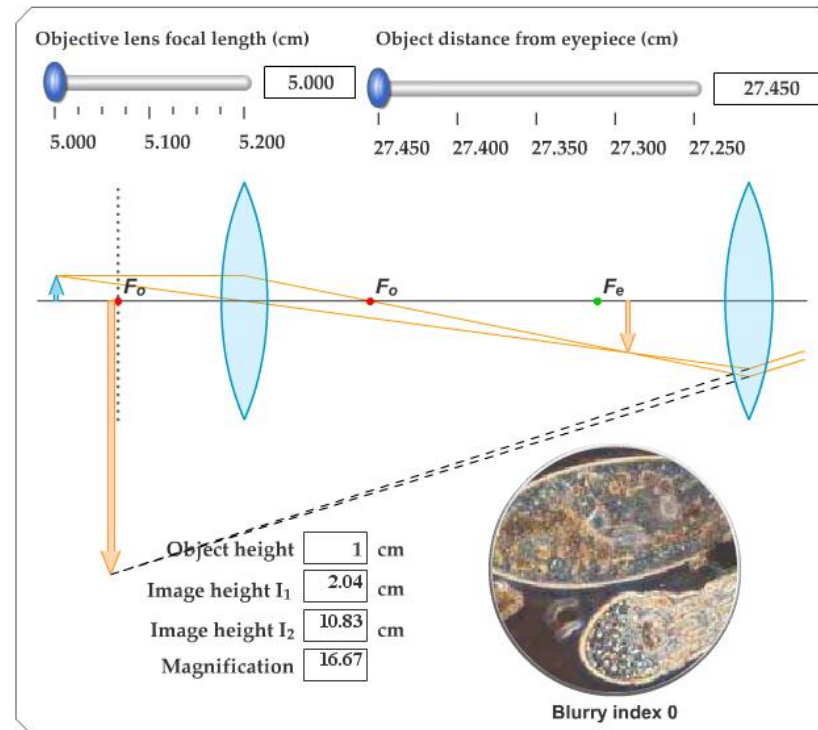 Objective lens focal length (cm)
Object distance from eyepiece (cm)
5.000
27.450
5.000 5.100 5.200
27.450 27.400 27.350 27.300 27.250
Fo Fo Fe
Object height 1 cm
Image height I1 2.04 cm
Image height I2 10.83 cm
Magnification 16.67
Blurry index 0